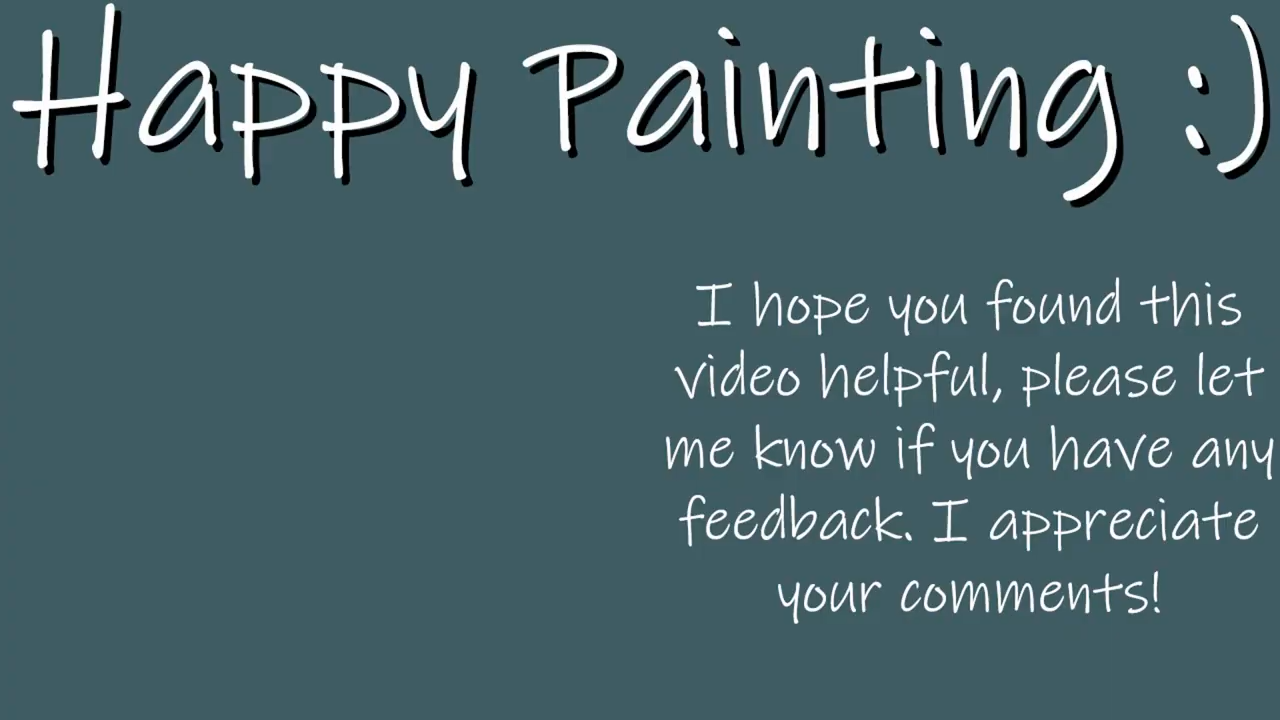 Happy Painting :)
I hope you found this
video helpful, please let
me know if you have any
feedback. I appreciate
your comments!